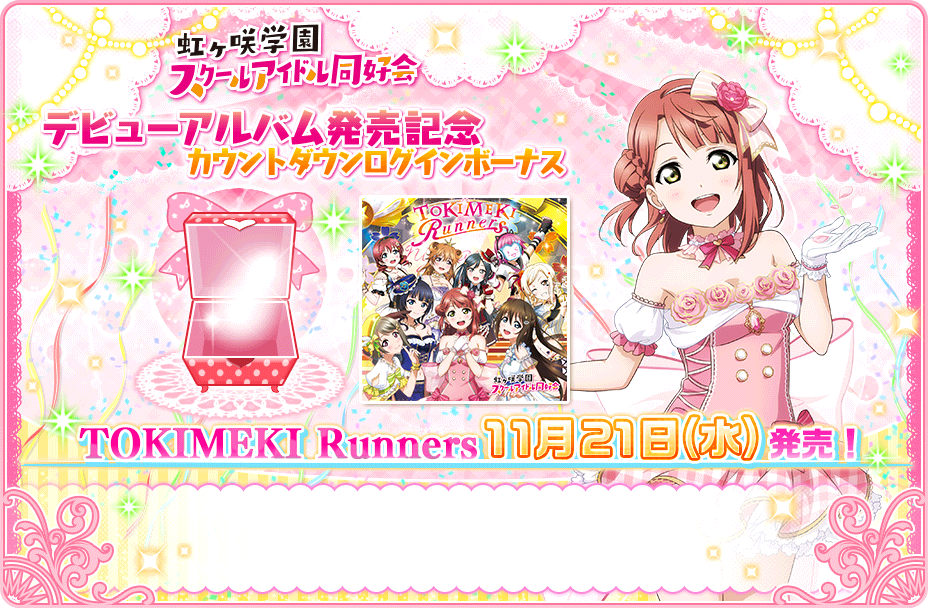 虹ヶ咲学園
スクールアイドル同好会
デビューアルバム発売記念
カウントダウンログインボーナス
TOKIMEKI
Runners
虹ヶ咲学園
スクールアイドル同好会
TOKIMEKI Runners 11月21日(水) 発売！